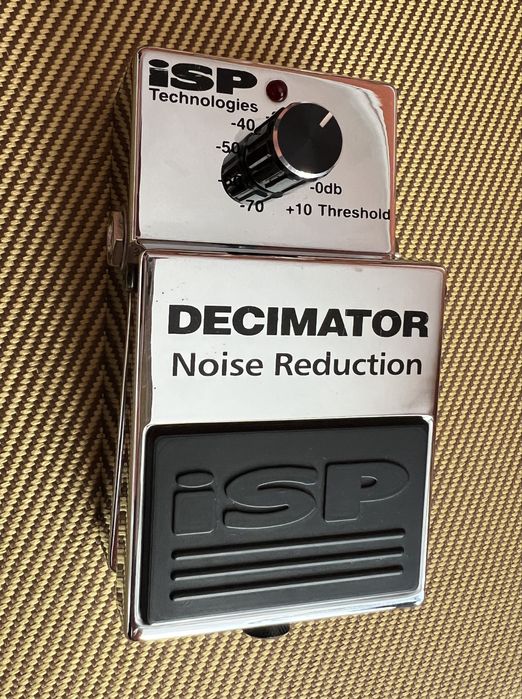 iSP
Technologies
-40
-50
-70
-0db
+10 Threshold
DECIMATOR
Noise Reduction
iSP